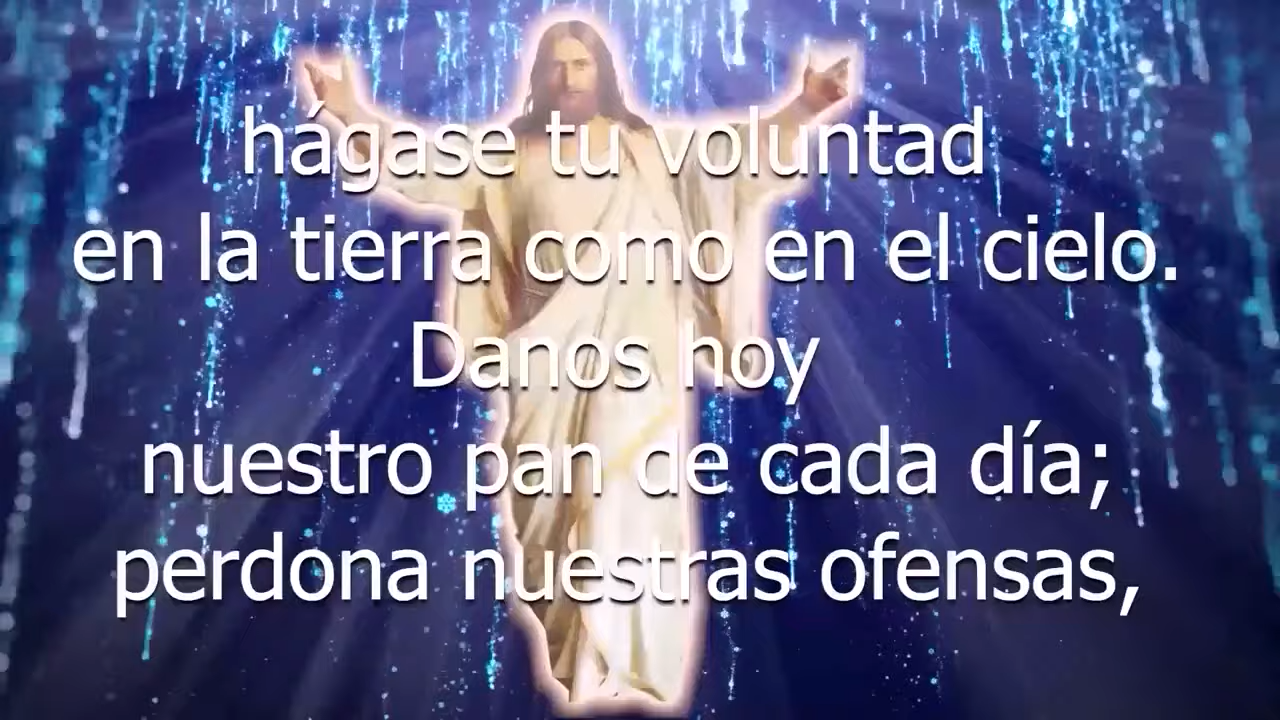 hágase tu voluntad
en la tierra como en el cielo.
Danos hoy
nuestro pan de cada día;
perdona nuestras ofensas,